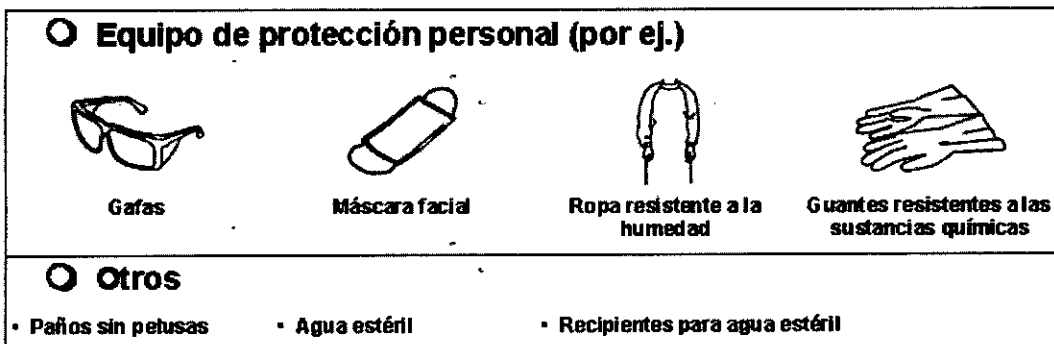 Equipo de protección personal (por ej.)
Gafas
Máscara facial
Ropa resistente a la
humedad
Guantes resistentes a las
sustancias químicas
Otros
• Paños sin pelusas
• Agua estéril
• Recipientes para agua estéril